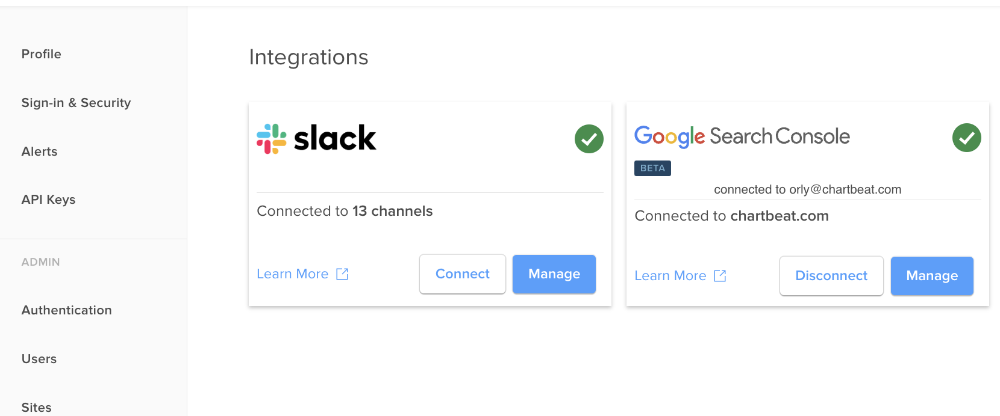 Profile
Sign-in & Security
Alerts
API Keys
ADMIN
Authentication
Users
Sites
Integrations
slack
Connected to 13 channels
Learn More
Connect
Manage
Google Search Console
BETA
connected to orly@chartbeat.com
Connected to chartbeat.com
Learn More
Disconnect
Manage